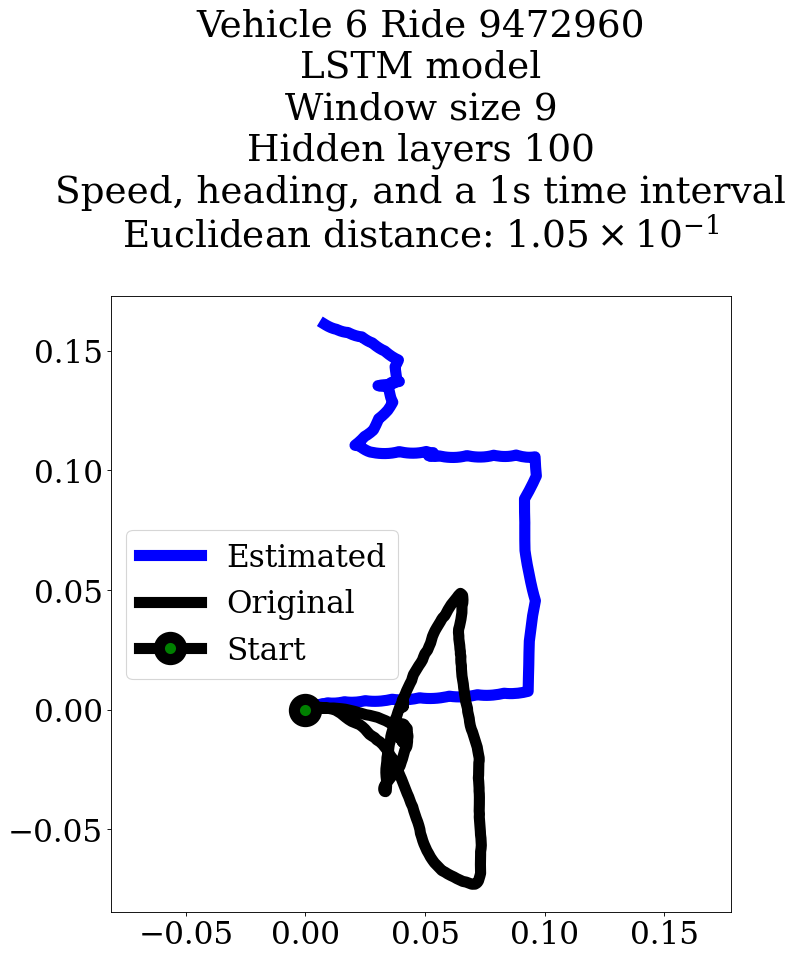 Vehicle 6 Ride 9472960
LSTM model
Window size 9
Hidden layers 100
Speed, heading, and a 1s time interval
Euclidean distance: 1.05 × 10⁻¹
0.15
0.10
0.05
0.00
−0.05
Estimated
Original
Start
−0.05 0.00 0.05 0.10 0.15